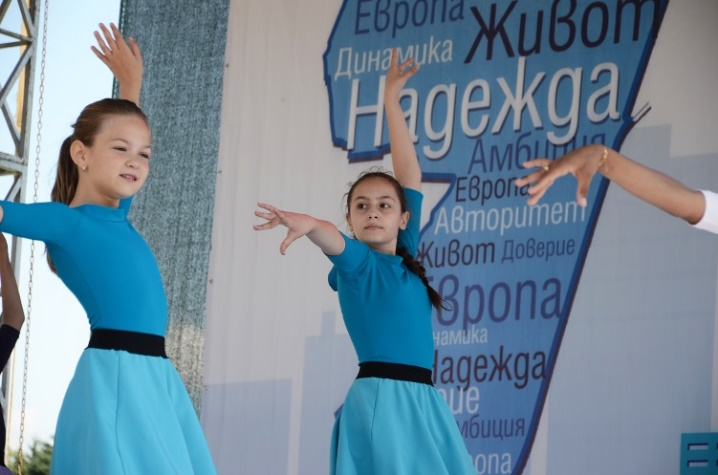 Европа
Живот
Динамика
Надежда
Амбиция
Европа
Авторитет
Живот Доверие
Европа
Динамика
Надежда
Амбиция